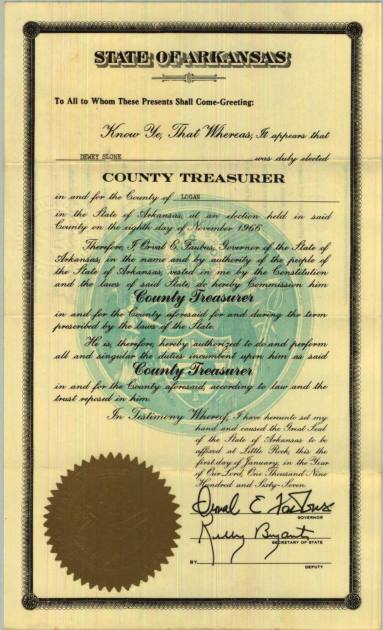 STATE OF ARKANSAS
To All to Whom These Presents Shall Come-Greeting:
Know Ye, That Whereas, It appears that
DEWEY SLONE was duly elected
COUNTY TREASURER
in and for the County of LOGAN
in the State of Arkansas, at an election held in said
County on the eighth day of November 1966.
Therefore, I Orval E. Faubus, Governor of the State of
Arkansas, in the name and by authority of the people of
the State of Arkansas, vested in me by the Constitution
and the laws of said State, do hereby Commission him
County Treasurer
in and for the County aforesaid for and during the term
prescribed by the laws of the State.
He is, therefore, hereby authorized to do and perform
all and singular the duties incumbent upon him as said
County Treasurer
in and for the County aforesaid, according to law and the
trust reposed in him.
In Testimony Whereof, I have hereunto set my
hand and caused the Great Seal
of the State of Arkansas to be
affixed at Little Rock, this the
first day of January, in the Year
of Our Lord, One Thousand Nine
Hundred and Sixty-Seven.
Orval E Faubus
GOVERNOR
Kelly Bryant
SECRETARY OF STATE
BY
DEPUTY